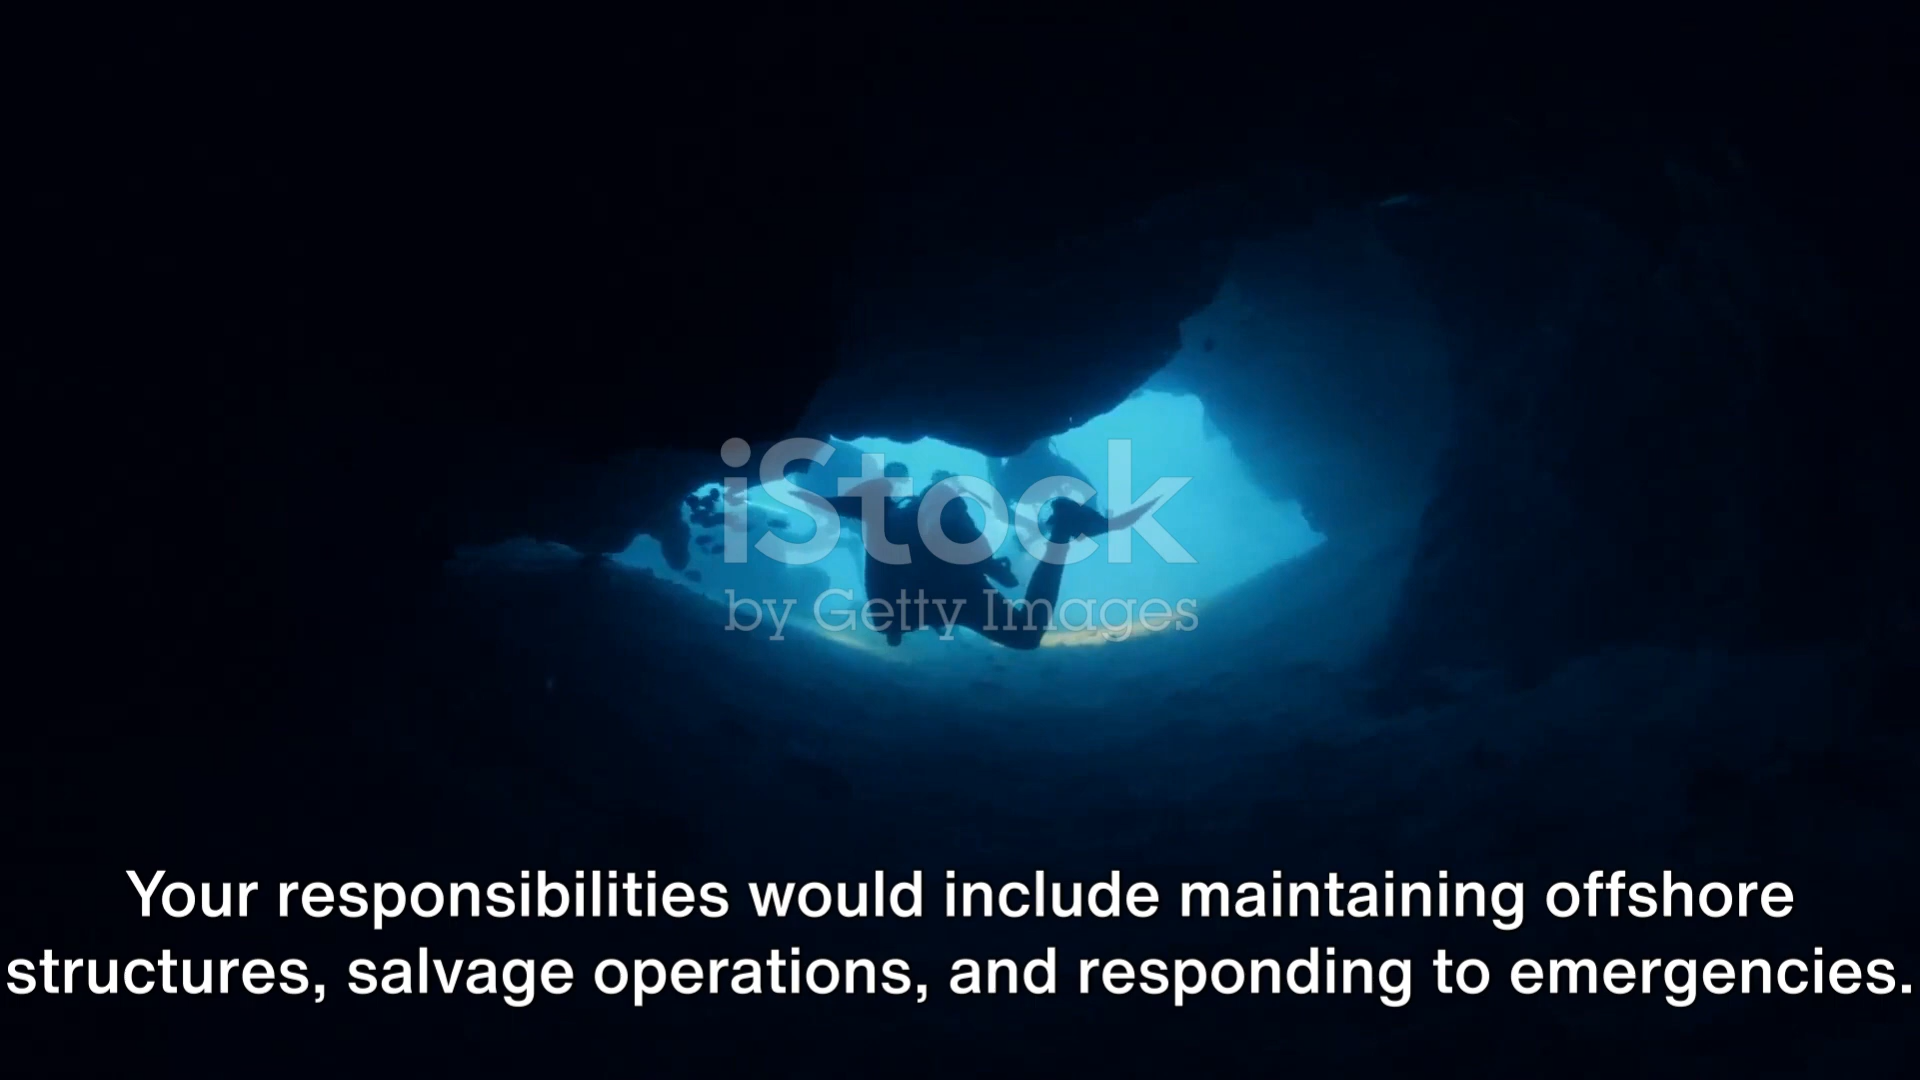 iStock
by Getty Images
Your responsibilities would include maintaining offshore
structures, salvage operations, and responding to emergencies.